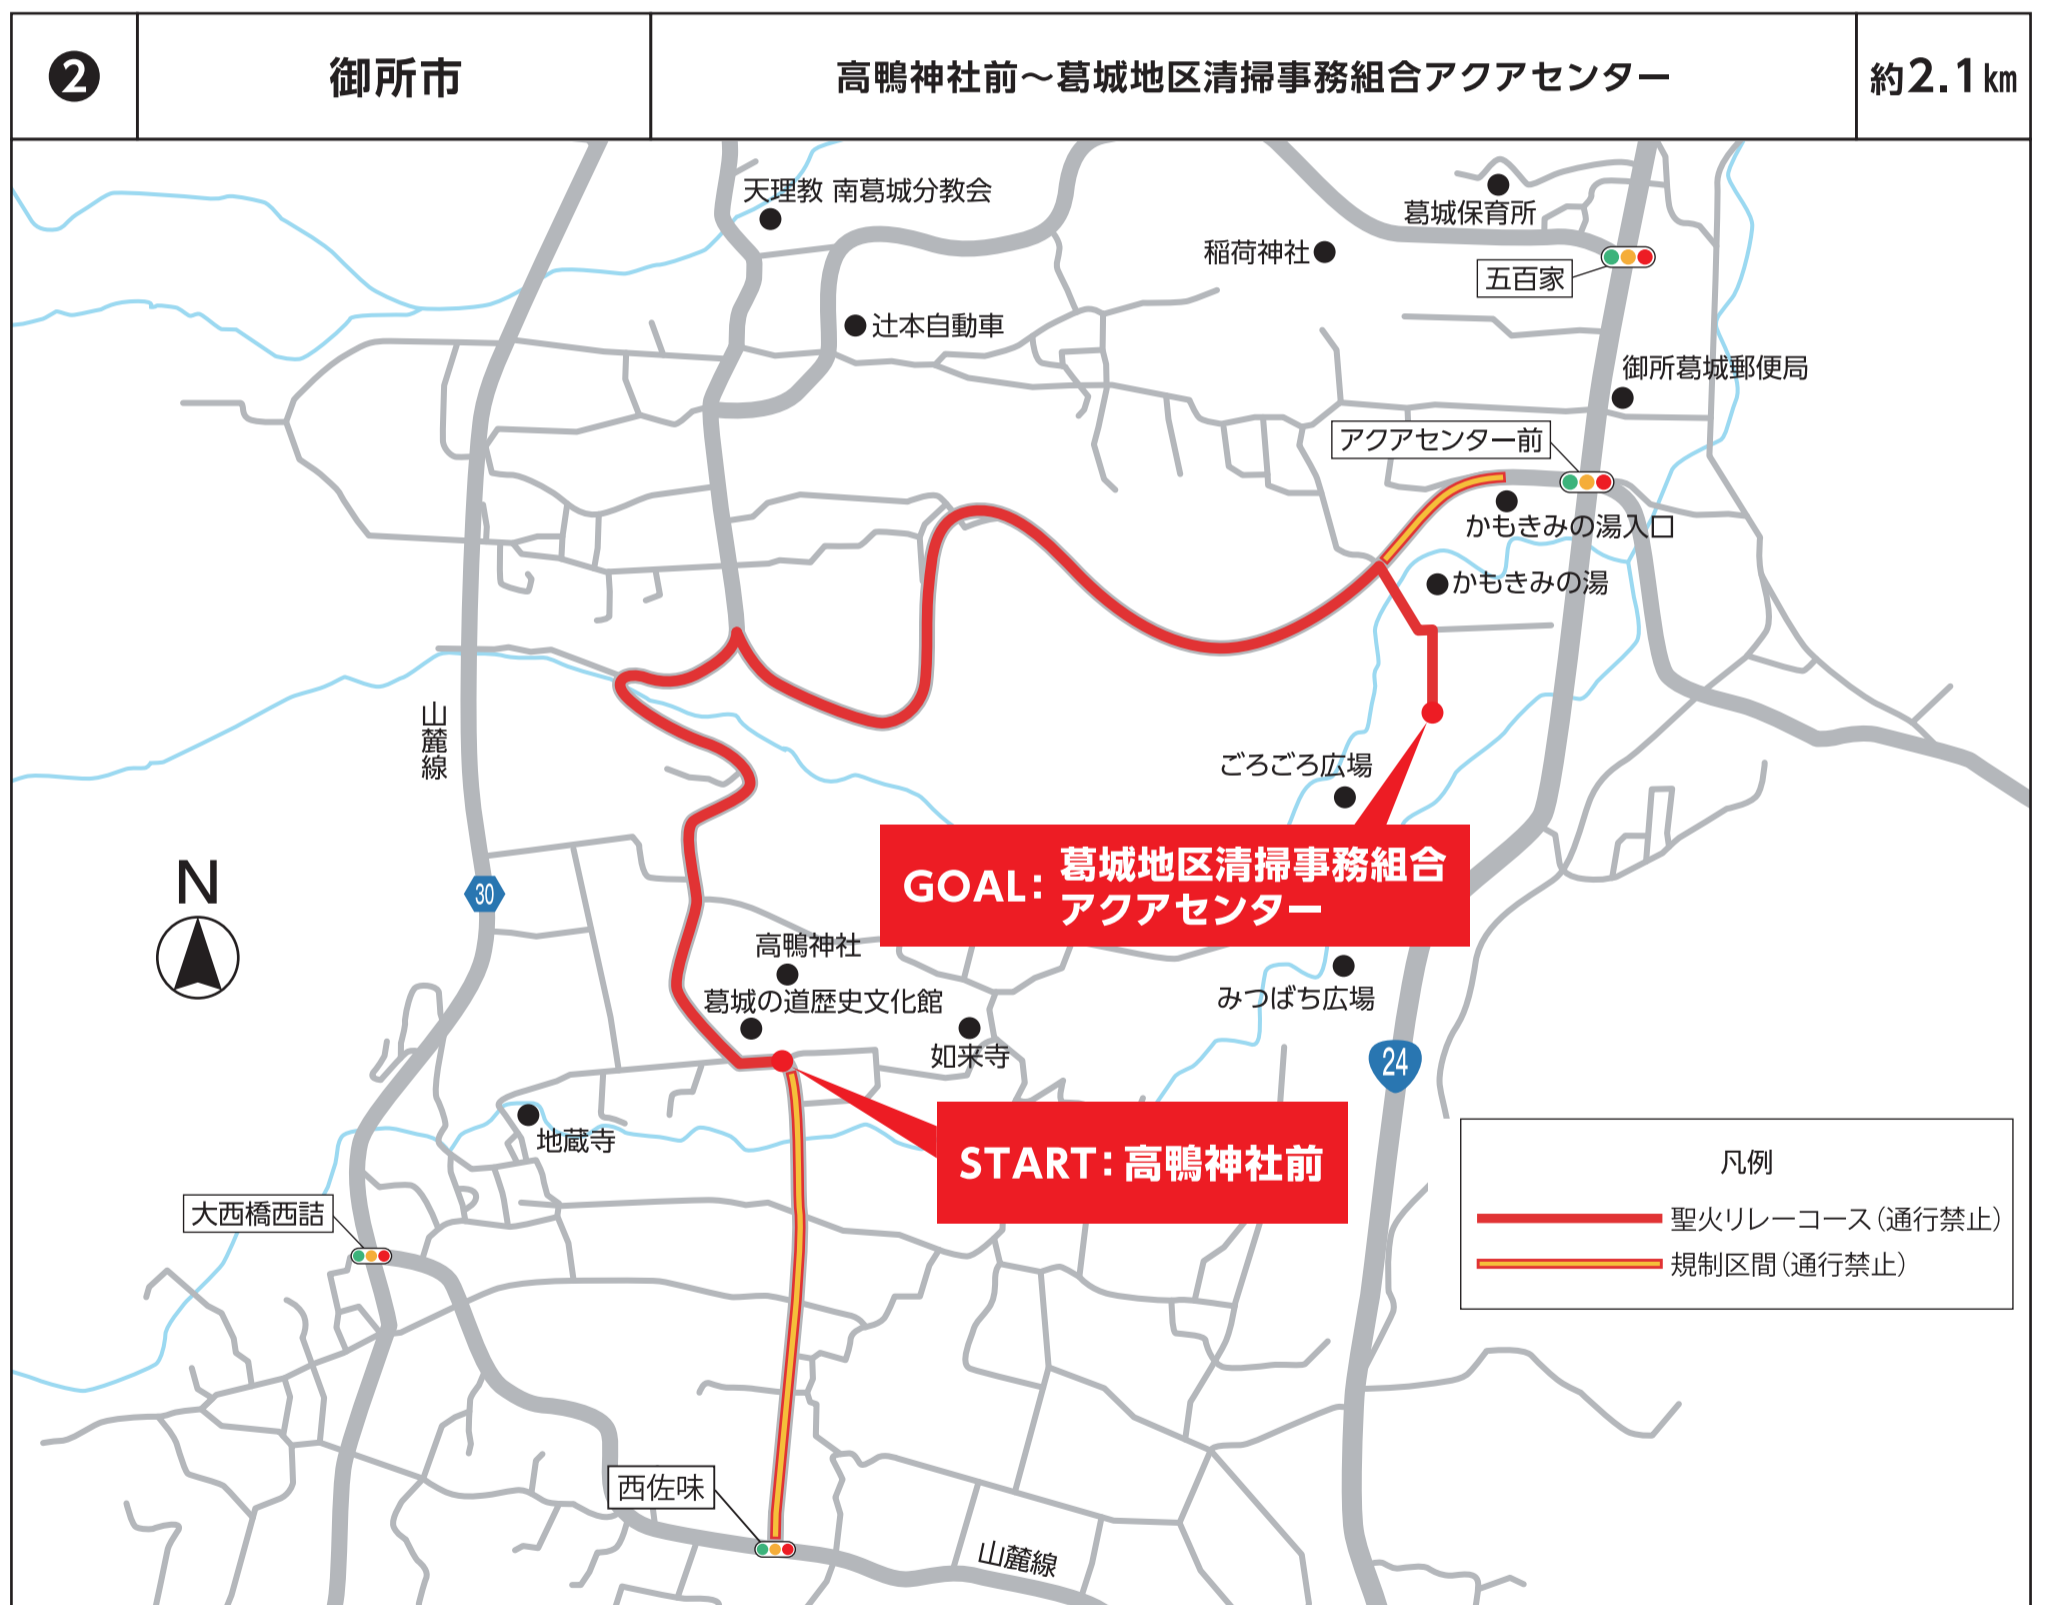 ❷
御所市
高鴨神社前～葛城地区清掃事務組合アクアセンター
約2.1㎞
天理教 南葛城分教会
葛城保育所
稲荷神社
五百家
辻本自動車
御所葛城郵便局
アクアセンター前
かもきみの湯入口
かもきみの湯
山麓線
ごろごろ広場
GOAL：葛城地区清掃事務組合
アクアセンター
N
30
高鴨神社
葛城の道歴史文化館
みつばち広場
如来寺
24
地蔵寺
START：高鴨神社前
凡例
大西橋西詰
聖火リレーコース（通行禁止）
規制区間（通行禁止）
西佐味
山麓線